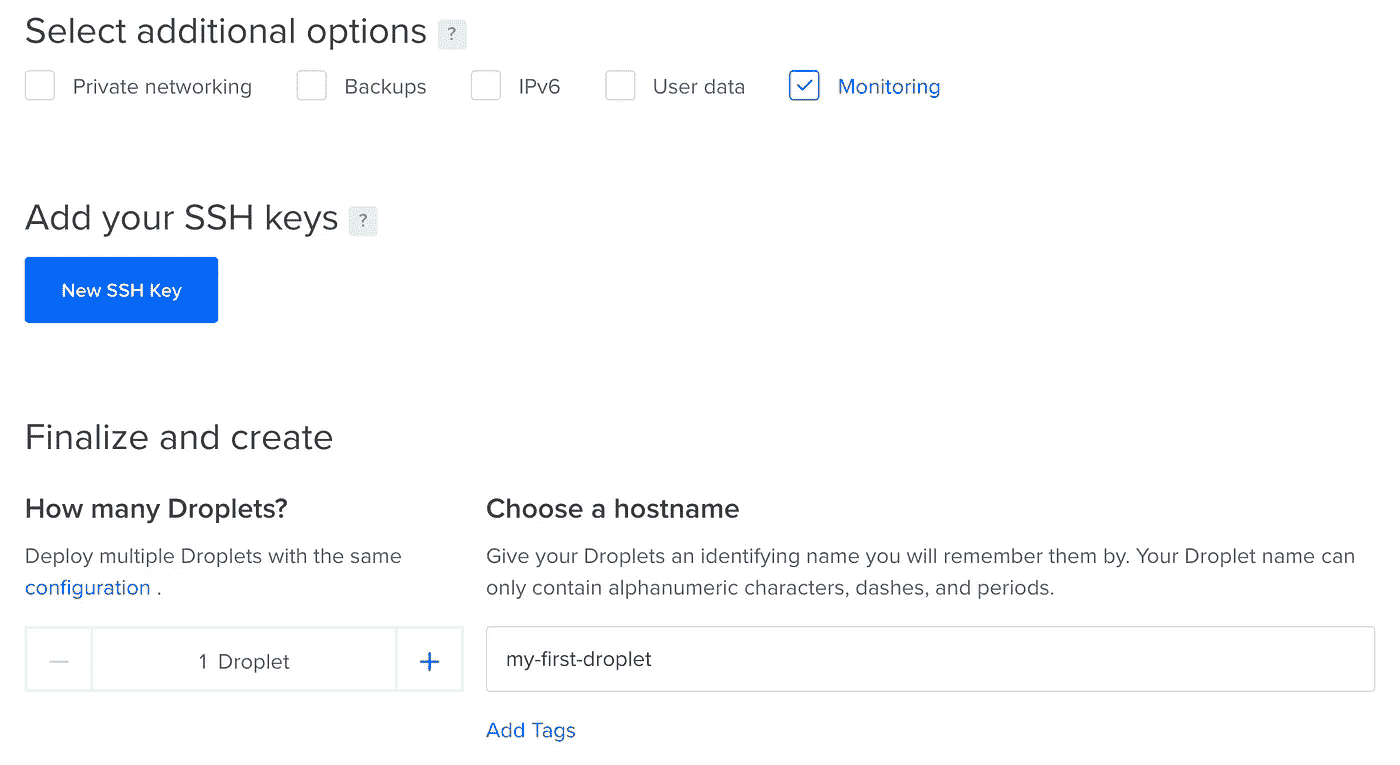 Select additional options ?
Private networking Backups IPv6 User data Monitoring
Add your SSH keys ?
New SSH Key
Finalize and create
How many Droplets?
Deploy multiple Droplets with the same
configuration .
1 Droplet
Choose a hostname
Give your Droplets an identifying name you will remember them by. Your Droplet name can
only contain alphanumeric characters, dashes, and periods.
my-first-droplet
Add Tags